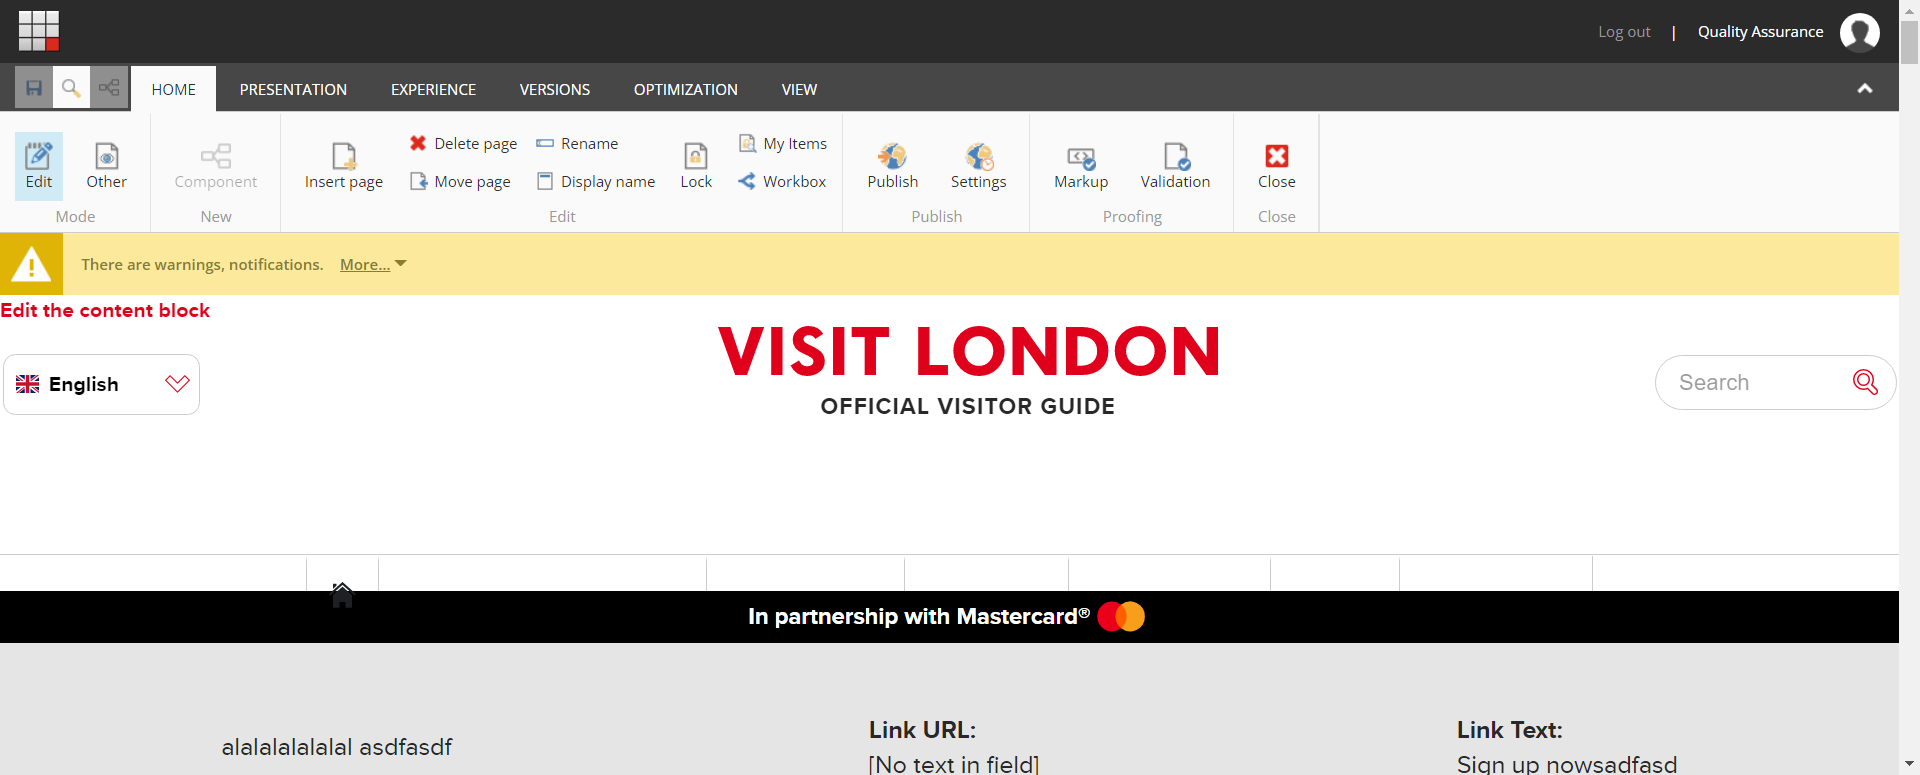 Log out | Quality Assurance
HOME PRESENTATION EXPERIENCE VERSIONS OPTIMIZATION VIEW
Delete page Rename My Items
Edit Other Component Insert page Move page Display name Lock Workbox Publish Settings Markup Validation Close
Mode New Edit Publish Proofing Close
There are warnings, notifications. More...
Edit the content block
VISIT LONDON
English Search
OFFICIAL VISITOR GUIDE
In partnership with Mastercard®
Link URL: Link Text:
alalalalalalal asdfasdf
[No text in field] Sign up nowsadfasd